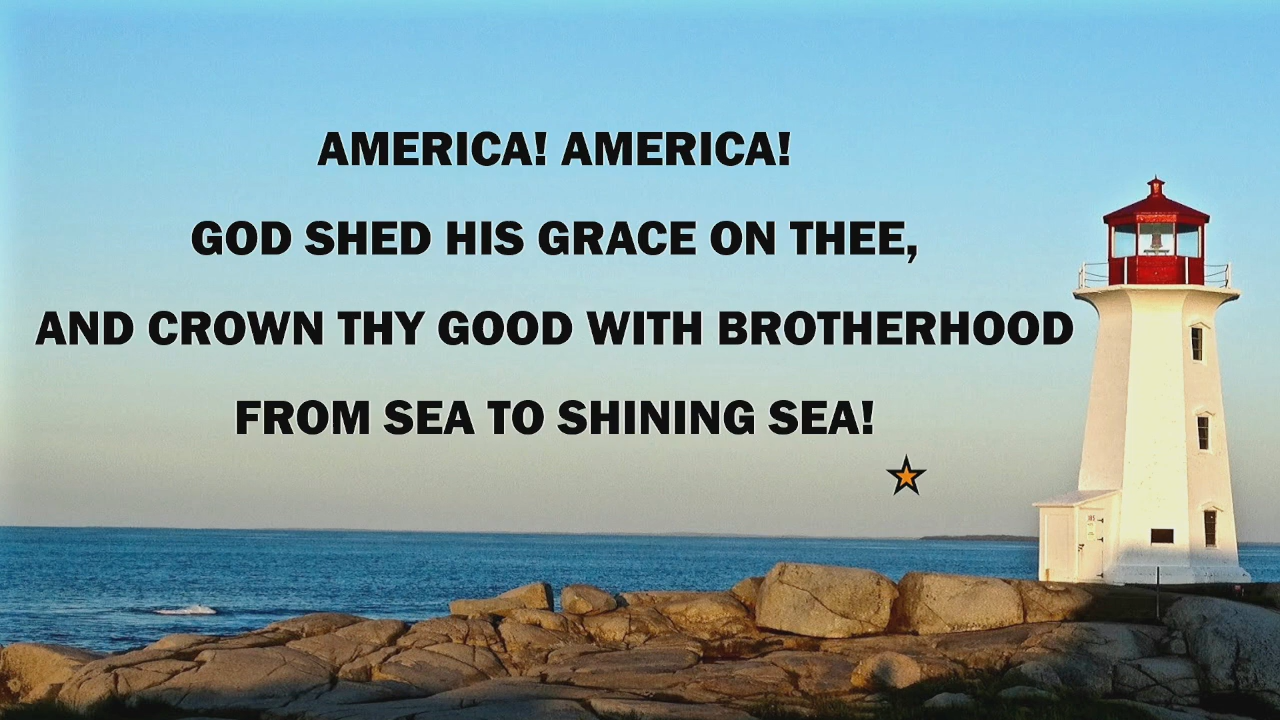 AMERICA! AMERICA!
GOD SHED HIS GRACE ON THEE,
AND CROWN THY GOOD WITH BROTHERHOOD
FROM SEA TO SHINING SEA!